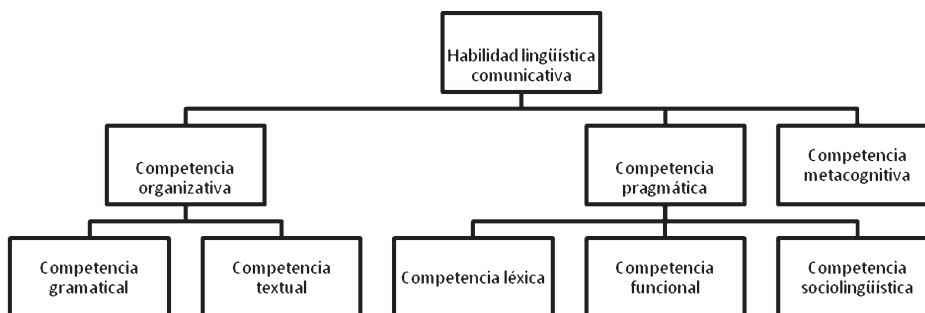 Habilidad lingüística
comunicativa
Competencia
organizativa
Competencia
pragmática
Competencia
metacognitiva
Competencia
gramatical
Competencia
textual
Competencia léxica
Competencia
funcional
Competencia
sociolingüística